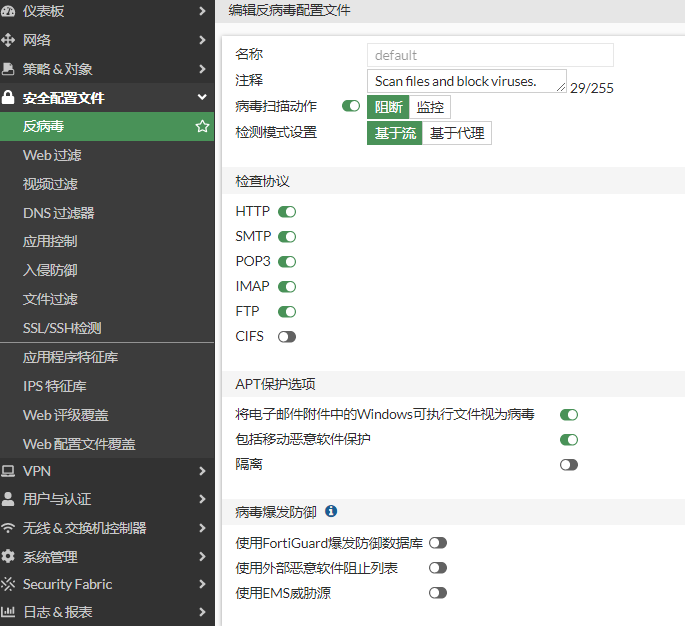 仪表板
网络
策略 & 对象
安全配置文件
反病毒
Web 过滤
视频过滤
DNS 过滤器
应用控制
入侵防御
文件过滤
SSL/SSH检测
应用程序特征库
IPS 特征库
Web 评级覆盖
Web 配置文件覆盖
VPN
用户与认证
无线 & 交换机控制器
系统管理
Security Fabric
日志 & 报表
编辑反病毒配置文件
名称 default
注释 Scan files and block viruses. 29/255
病毒扫描动作 阻断 监控
检测模式设置 基于流 基于代理
检查协议
HTTP
SMTP
POP3
IMAP
FTP
CIFS
APT保护选项
将电子邮件附件中的Windows可执行文件视为病毒
包括移动恶意软件保护
隔离
病毒爆发防御
使用FortiGuard爆发防御数据库
使用外部恶意软件阻止列表
使用EMS威胁源